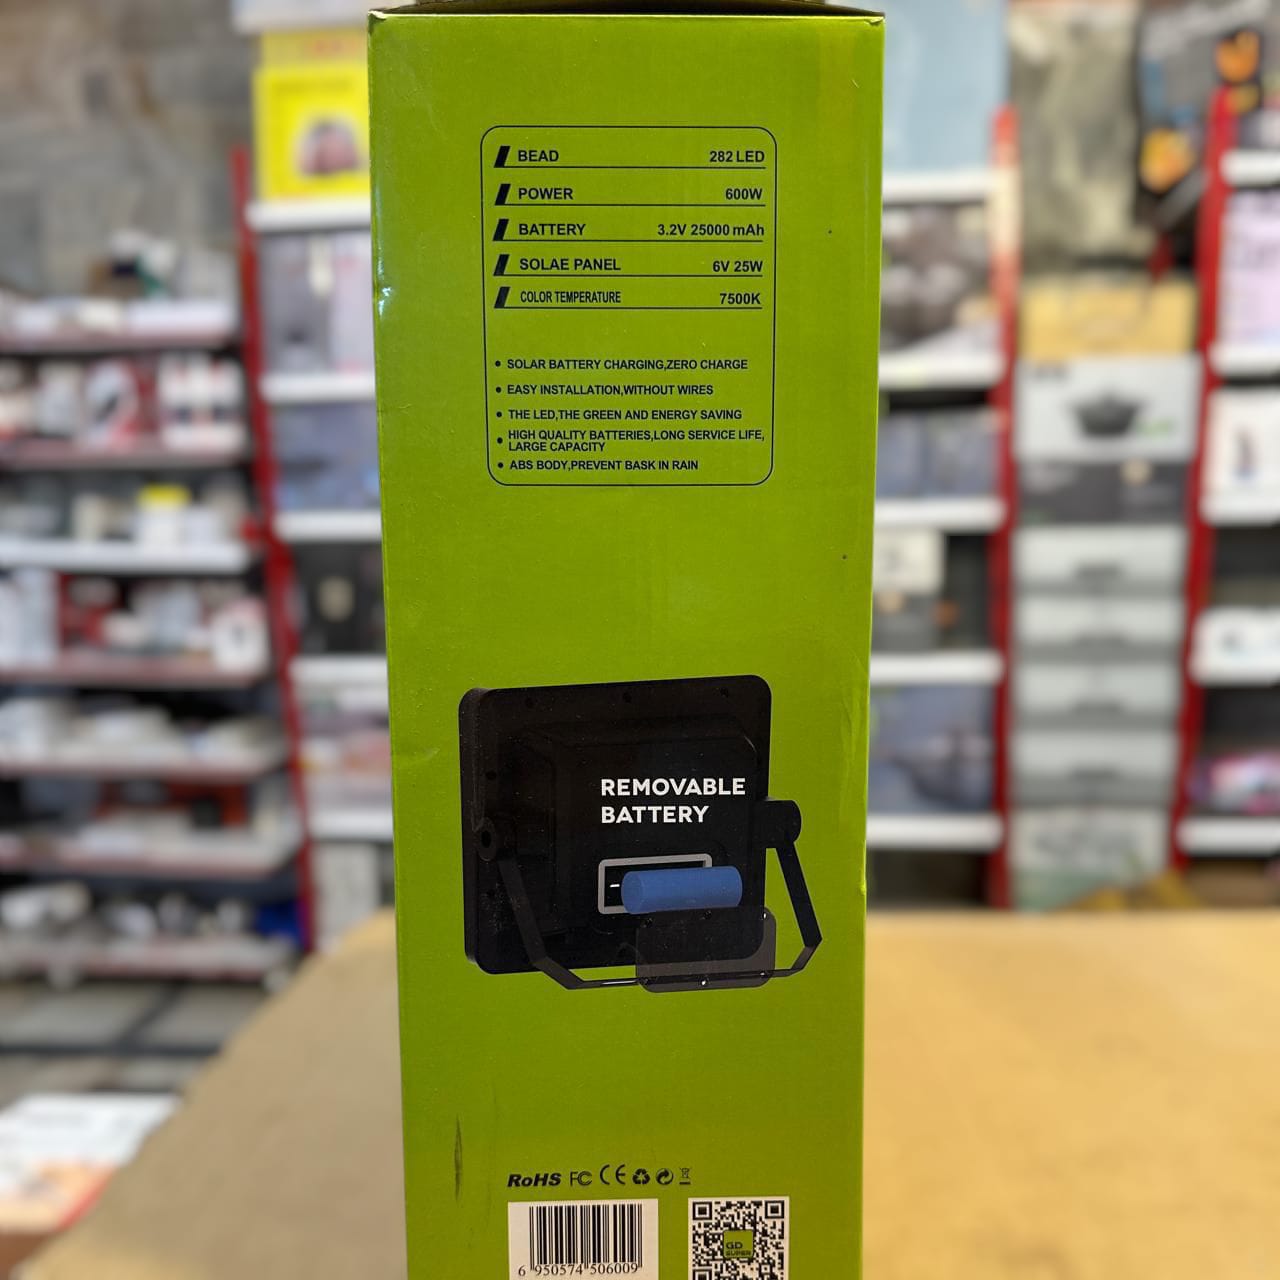 BEAD 282 LED
POWER 600W
BATTERY 3.2V 25000 mAh
SOLAE PANEL 6V 25W
COLOR TEMPERATURE 7500K
• SOLAR BATTERY CHARGING,ZERO CHARGE
• EASY INSTALLATION,WITHOUT WIRES
• THE LED,THE GREEN AND ENERGY SAVING
• HIGH QUALITY BATTERIES,LONG SERVICE LIFE,
LARGE CAPACITY
• ABS BODY,PREVENT BASK IN RAIN
REMOVABLE
BATTERY
RoHS FC CE
GD
SUPER
6 950574 506009